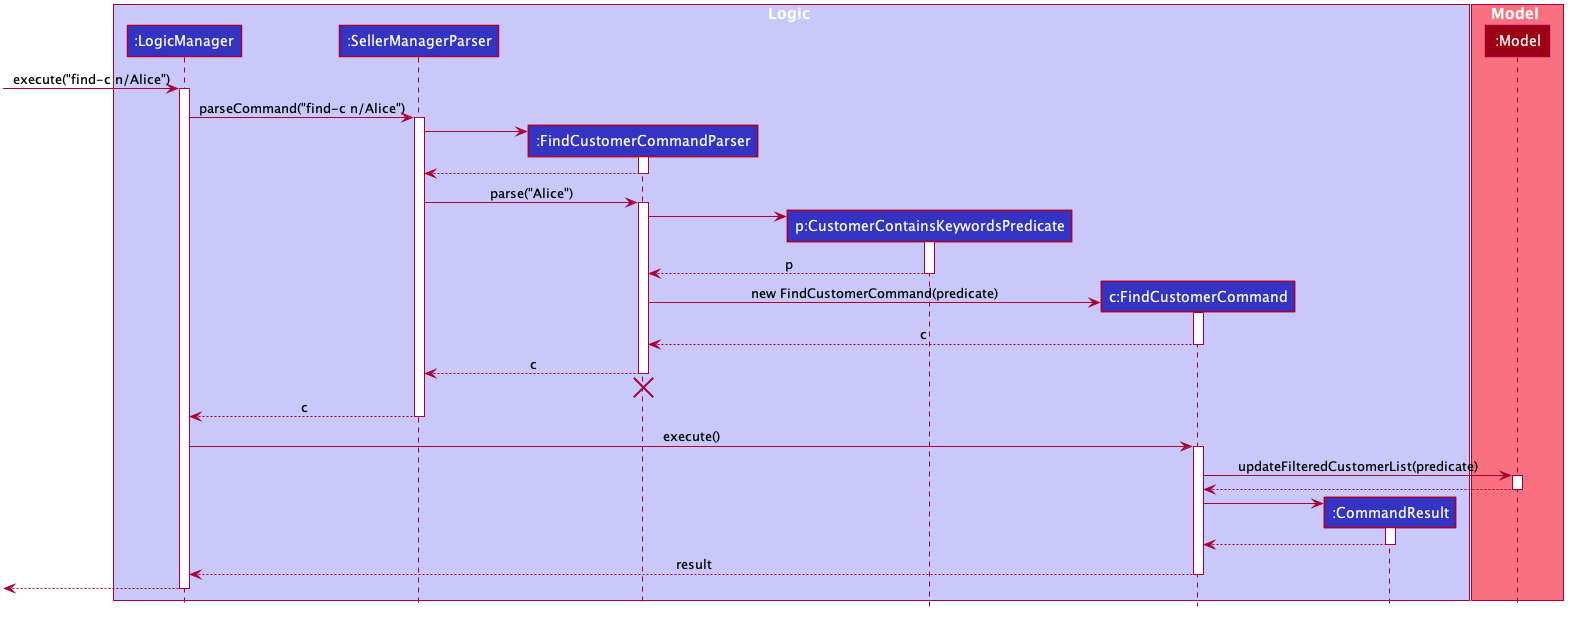 Logic
Model
:LogicManager
:SellerManagerParser
:Model
execute("find-c n/Alice")
parseCommand("find-c n/Alice")
:FindCustomerCommandParser
parse("Alice")
p:CustomerContainsKeywordsPredicate
p
new FindCustomerCommand(predicate)
c:FindCustomerCommand
c
c
c
execute()
updateFilteredCustomerList(predicate)
:CommandResult
result